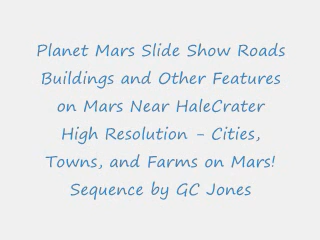 Planet Mars Slide Show Roads
Buildings and Other Features
on Mars Near HaleCrater
High Resolution - Cities,
Towns, and Farms on Mars!
Sequence by GC Jones